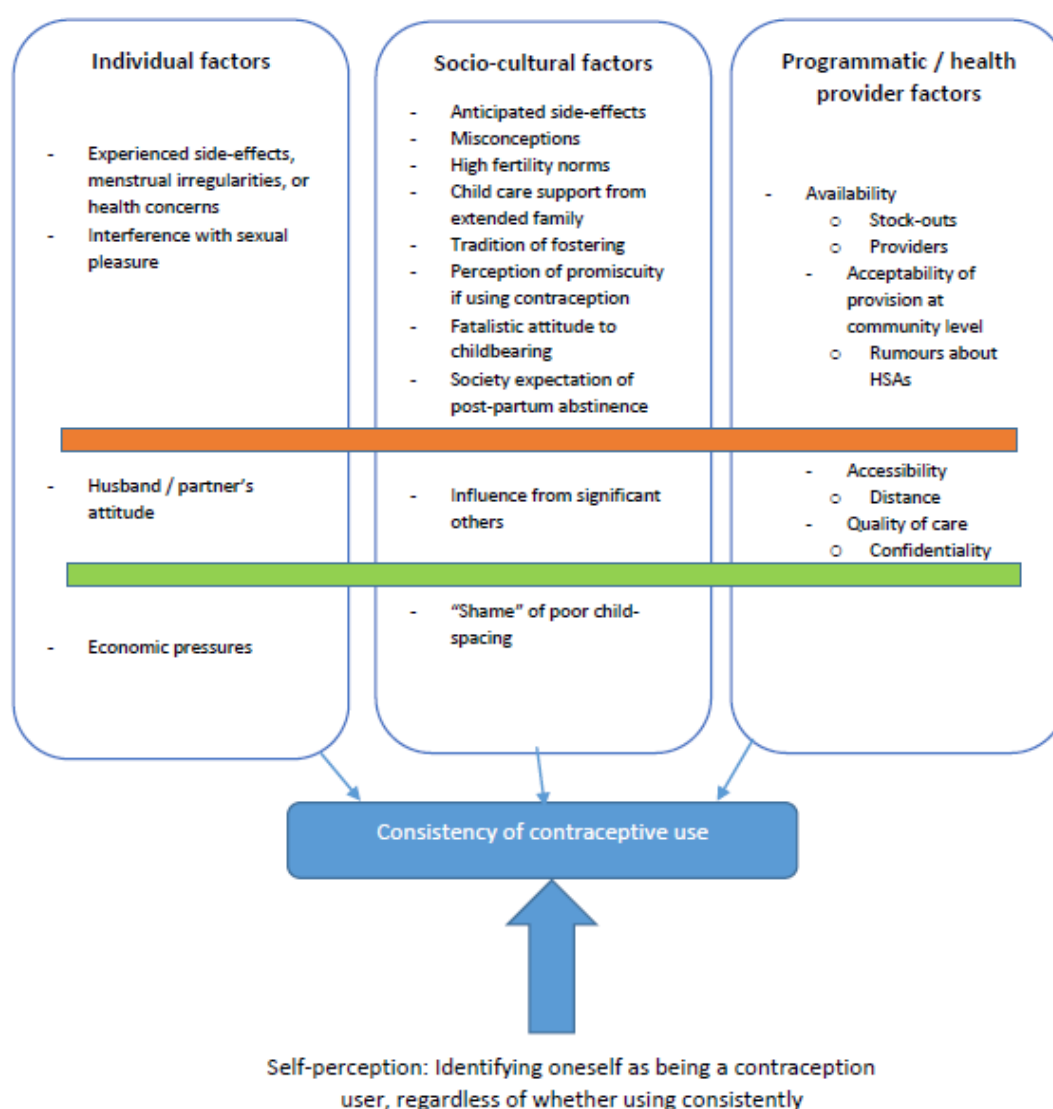 Individual factors
- Experienced side-effects,
menstrual irregularities, or
health concerns
- Interference with sexual
pleasure
- Husband / partner's
attitude
- Economic pressures
Socio-cultural factors
- Anticipated side-effects
- Misconceptions
- High fertility norms
- Child care support from
extended family
- Tradition of fostering
- Perception of promiscuity
if using contraception
- Fatalistic attitude to
childbearing
- Society expectation of
post-partum abstinence
- Influence from significant
others
- “Shame” of poor child-
spacing
Programmatic / health
provider factors
- Availability
o Stock-outs
o Providers
- Acceptability of
provision at
community level
o Rumours about
HSAs
- Accessibility
o Distance
- Quality of care
o Confidentiality
Consistency of contraceptive use
Self-perception: Identifying oneself as being a contraception
user, regardless of whether using consistently